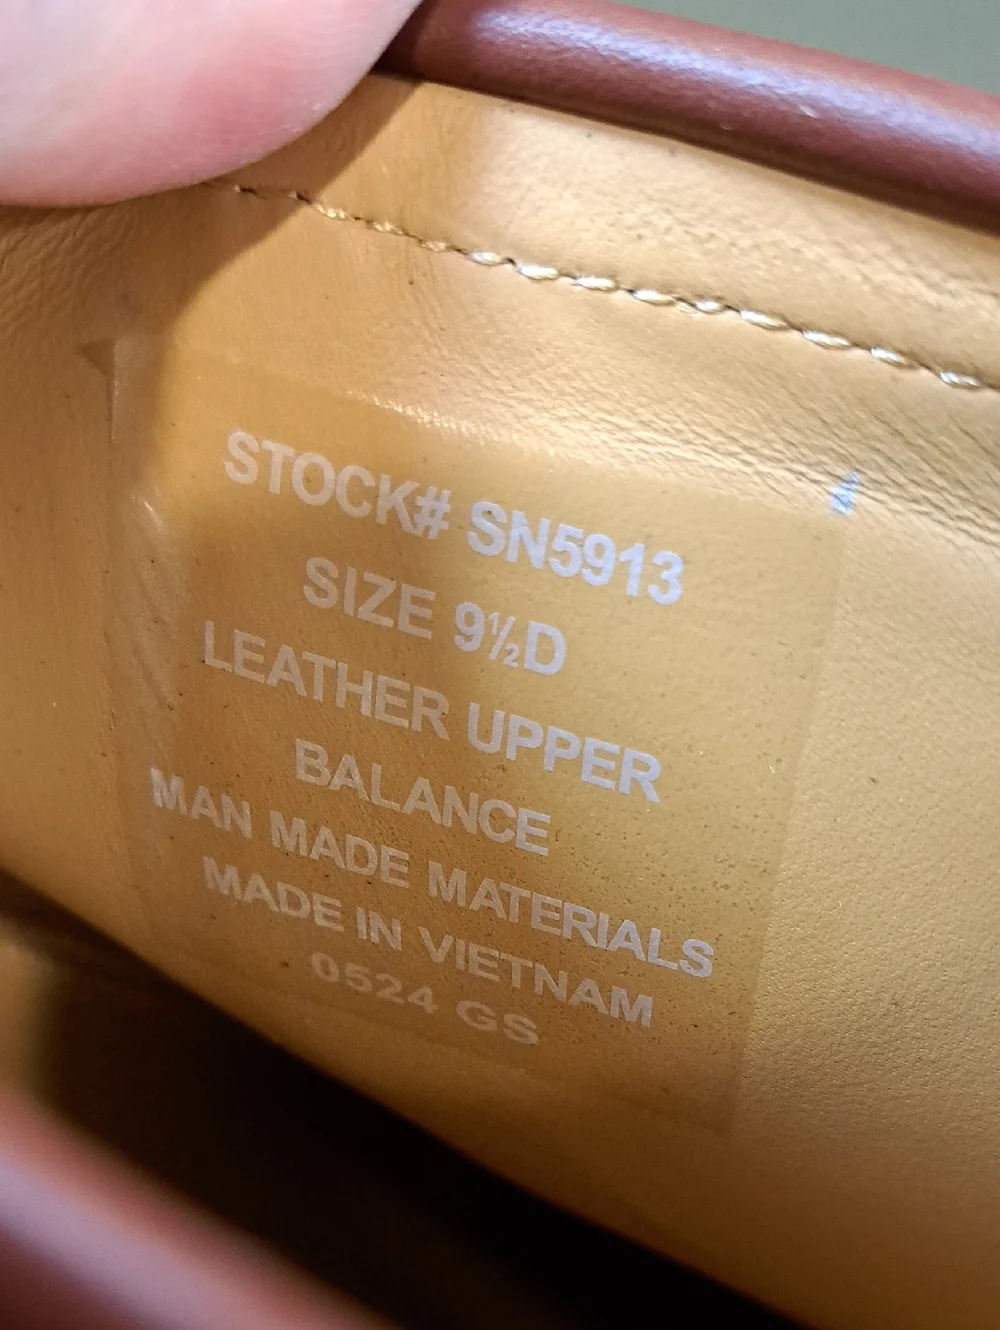 STOCK# SN5913
SIZE 9½D
LEATHER UPPER
BALANCE
MAN MADE MATERIALS
MADE IN VIETNAM
0524 GS